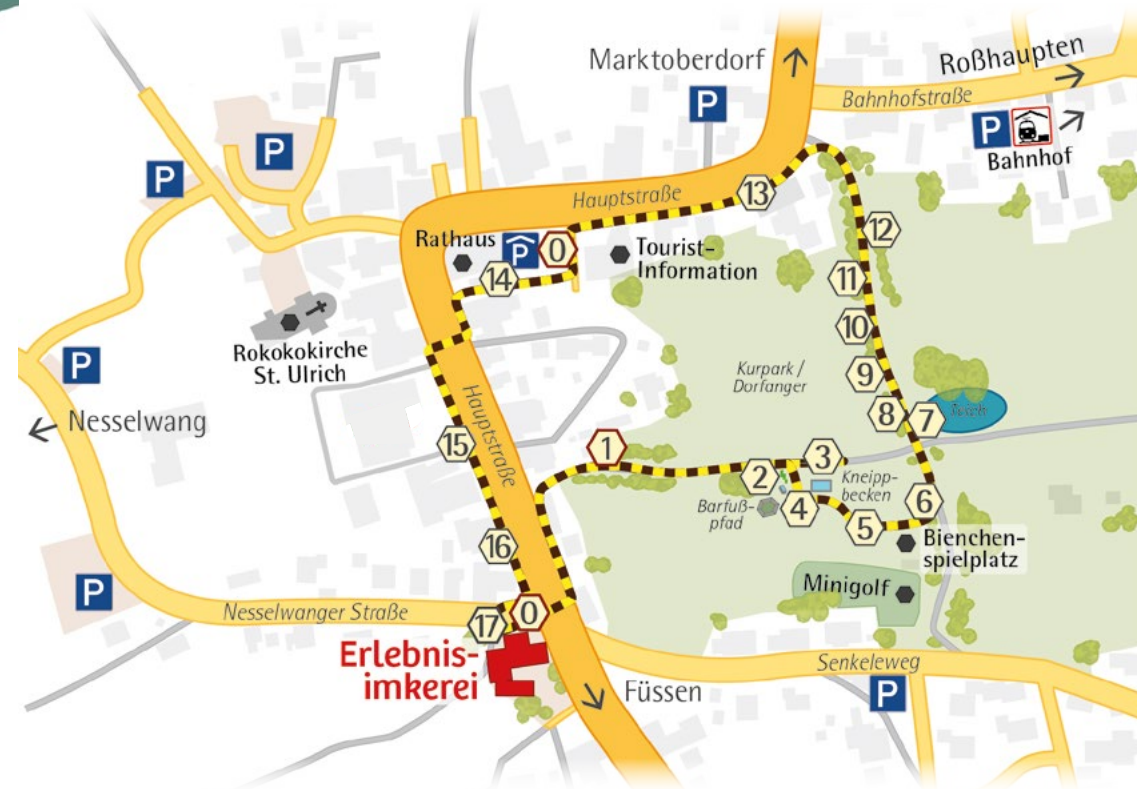 Marktoberdorf
Roßhaupten
P
Bahnhofstraße
P
P
Bahnhof
P
P
Hauptstraße
13
Rathaus
P
0
Tourist-
Information
12
14
11
10
Rokokokirche
St. Ulrich
P
Kurpark /
Dorfanger
9
Nesselwang
Hauptstraße
8
7
15
1
2
3
Kneipp-
becken
Barfuß-
pfad
4
6
5
Bienchen-
spielplatz
16
P
Minigolf
Nesselwanger Straße
17
0
Erlebnis-
imkerei
Senkeleweg
Füssen
P